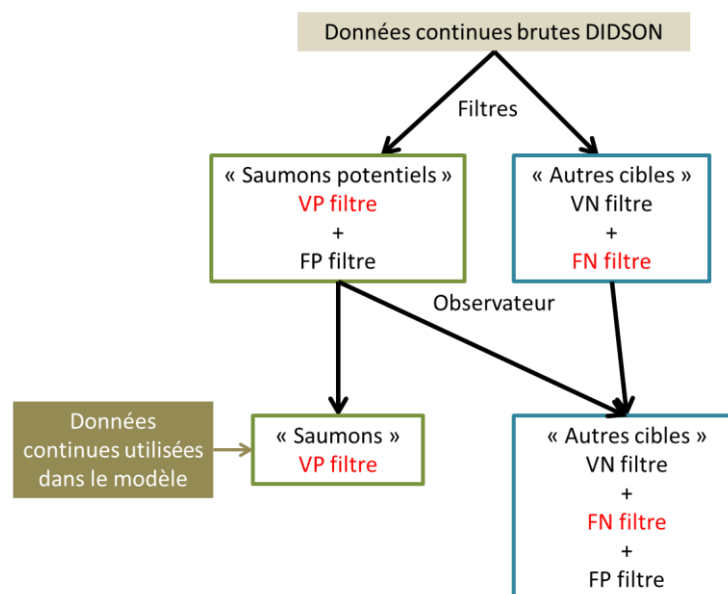 Données continues brutes DIDSON
Filtres
« Saumons potentiels »
VP filtre
+
FP filtre
« Autres cibles »
VN filtre
+
FN filtre
Observateur
Données
continues utilisées
dans le modèle
« Saumons »
VP filtre
« Autres cibles »
VN filtre
+
FN filtre
+
FP filtre